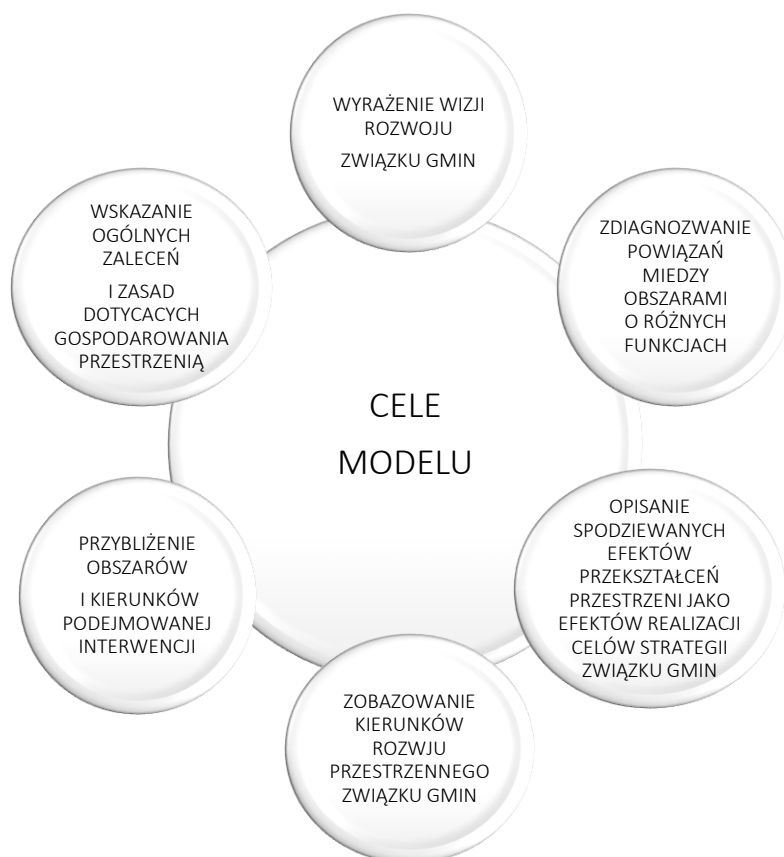 WYRAŻENIE WIZJI
ROZWOJU
ZWIĄZKU GMIN
ZDIAGNOZWANIE
POWIĄZAŃ
MIEDZY
OBSZARAMI
O RÓŻNYCH
FUNKCJACH
OPISANIE
SPODZIEWANYCH
EFEKTÓW
PRZEKSZTAŁCEŃ
PRZESTRZENI JAKO
EFEKTÓW REALIZACJI
CELÓW STRATEGII
ZWIĄZKU GMIN
ZOBAZOWANIE
KIERUNKÓW
ROZWJU
PRZESTRZENNEGO
ZWIĄZKU GMIN
PRZYBLIŻENIE
OBSZARÓW
I KIERUNKÓW
PODEJMOWANEJ
INTERWENCJI
WSKAZANIE
OGÓLNYCH
ZALECEŃ
I ZASAD
DOTYCACYCH
GOSPODAROWANIA
PRZESTRZENIĄ
CELE
MODELU